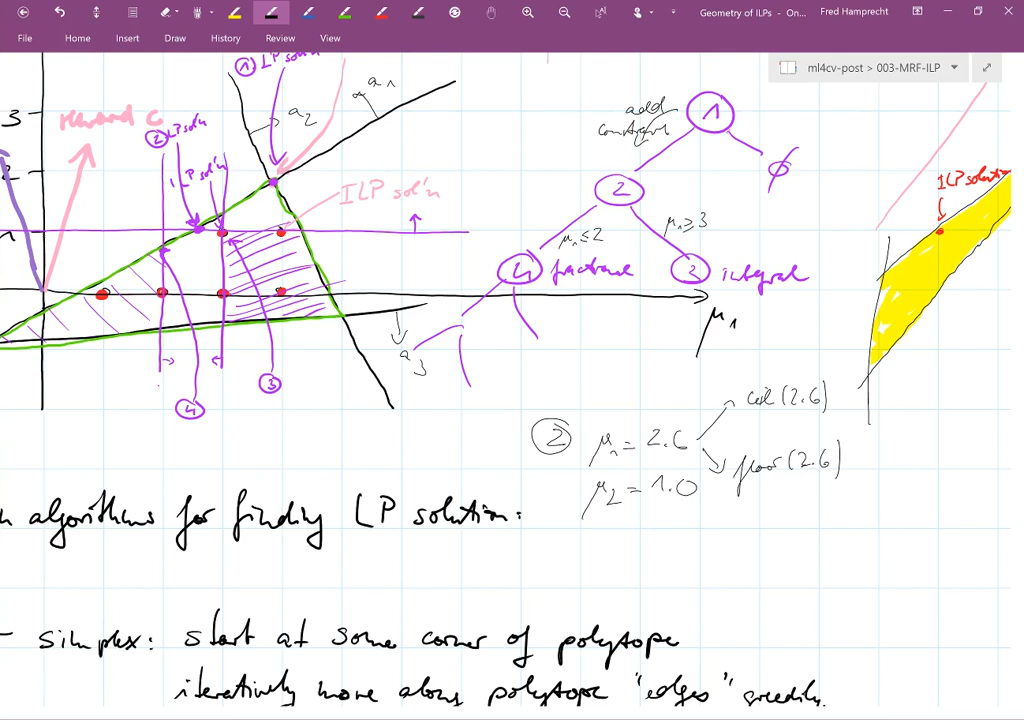 Geometry of ILPs - On...
Fred Hamprecht
File Home Insert Draw History Review View
ml4cv-post > 003-MRF-ILP
① LP sol'n
a₁
a₂
3
reward c
② LP sol'n
2
ILP sol'n
ILP sol'n
1
add
constraint
1
∅
2
μ₁ ≤ 2
μ₁ ≥ 3
4 fractional
3 integral
μ₁
a₃
③
④
ILP solution
② μ₁ = 2.6
ceil (2.6)
floor (2.6)
μ₂ = 1.0
algorithms for finding LP solution:
- simplex: start at some corner of polytope
iteratively move along polytope "edges" greedily.